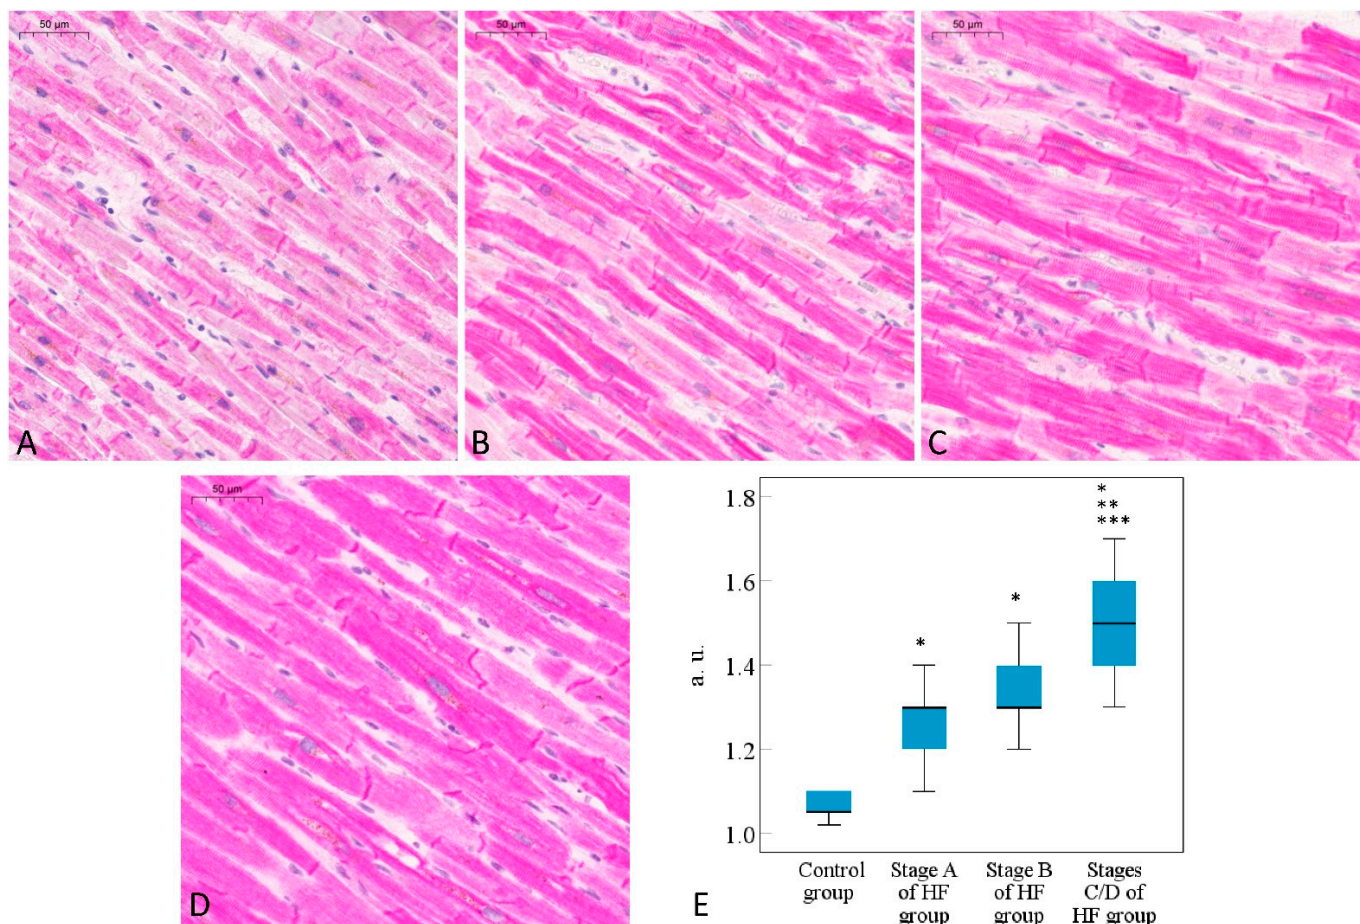 50 µm
50 µm
50 µm
A
B
C
50 µm
D
1.8
1.6
1.4
1.2
1.0
a. u.
*
*
*
**
***
Control
group
Stage A
of HF
group
Stage B
of HF
group
Stages
C/D of
HF group
E